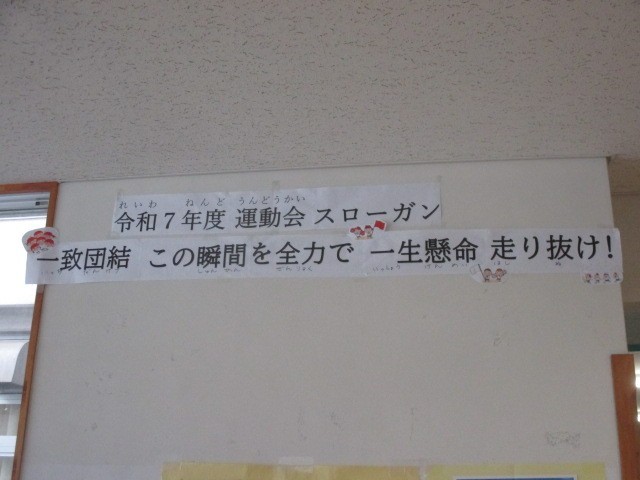 れいわ ねんど うんどうかい
令和7年度 運動会 スローガン
一致団結 この瞬間を全力で 一生懸命 走り抜け!